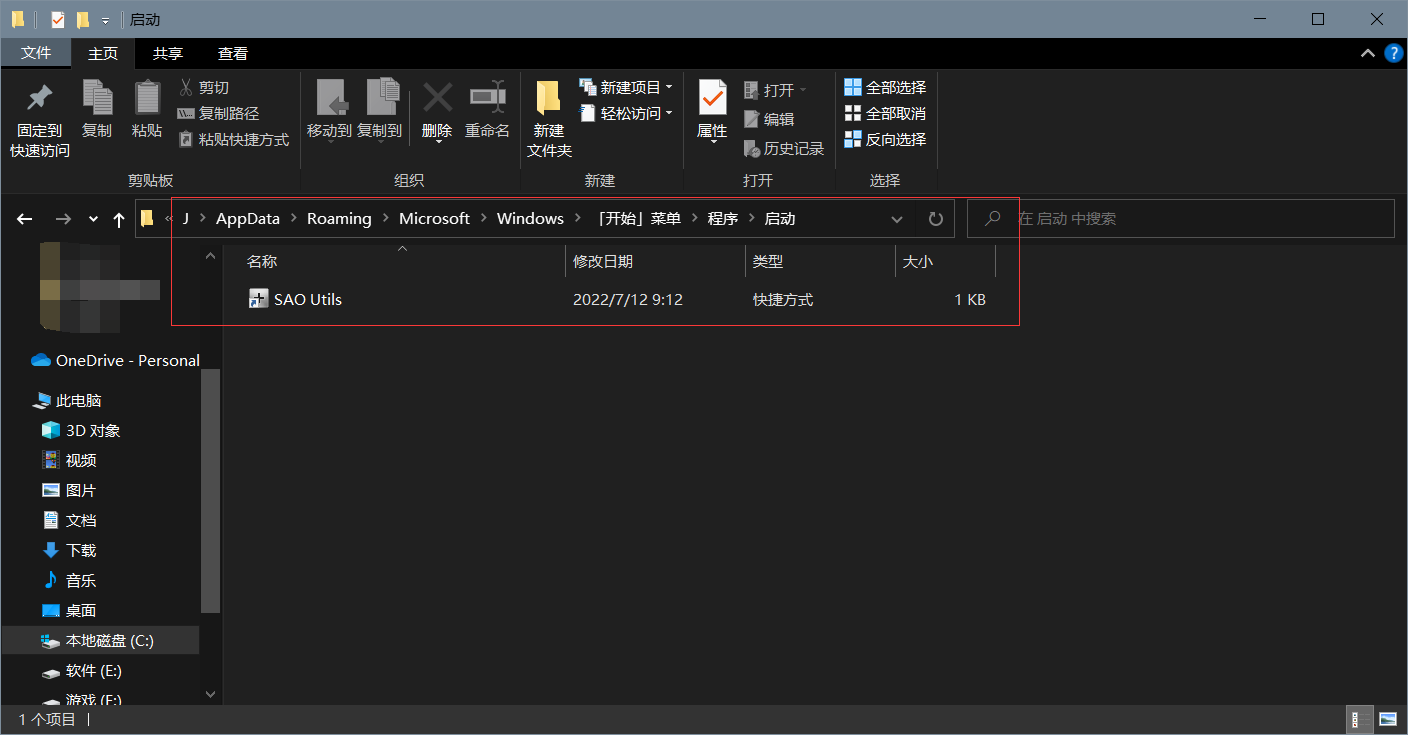 启动
文件 主页 共享 查看
固定到
快速访问
复制
粘贴
剪切
复制路径
粘贴快捷方式
剪贴板
移动到
复制到
删除
重命名
组织
新建
文件夹
新建项目
轻松访问
新建
属性
打开
编辑
历史记录
打开
全部选择
全部取消
反向选择
选择
« J > AppData > Roaming > Microsoft > Windows > 「开始」菜单 > 程序 > 启动
在 启动 中搜索
名称 修改日期 类型 大小
SAO Utils 2022/7/12 9:12 快捷方式 1 KB
OneDrive - Personal
此电脑
3D 对象
视频
图片
文档
下载
音乐
桌面
本地磁盘 (C:)
软件 (E:)
游戏 (F:)
1 个项目